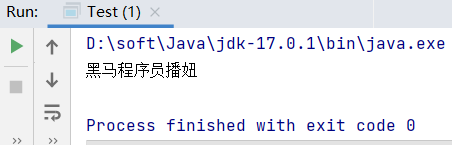 Run: Test (1)
D:\soft\Java\jdk-17.0.1\bin\java.exe
黑马程序员播妞
Process finished with exit code 0